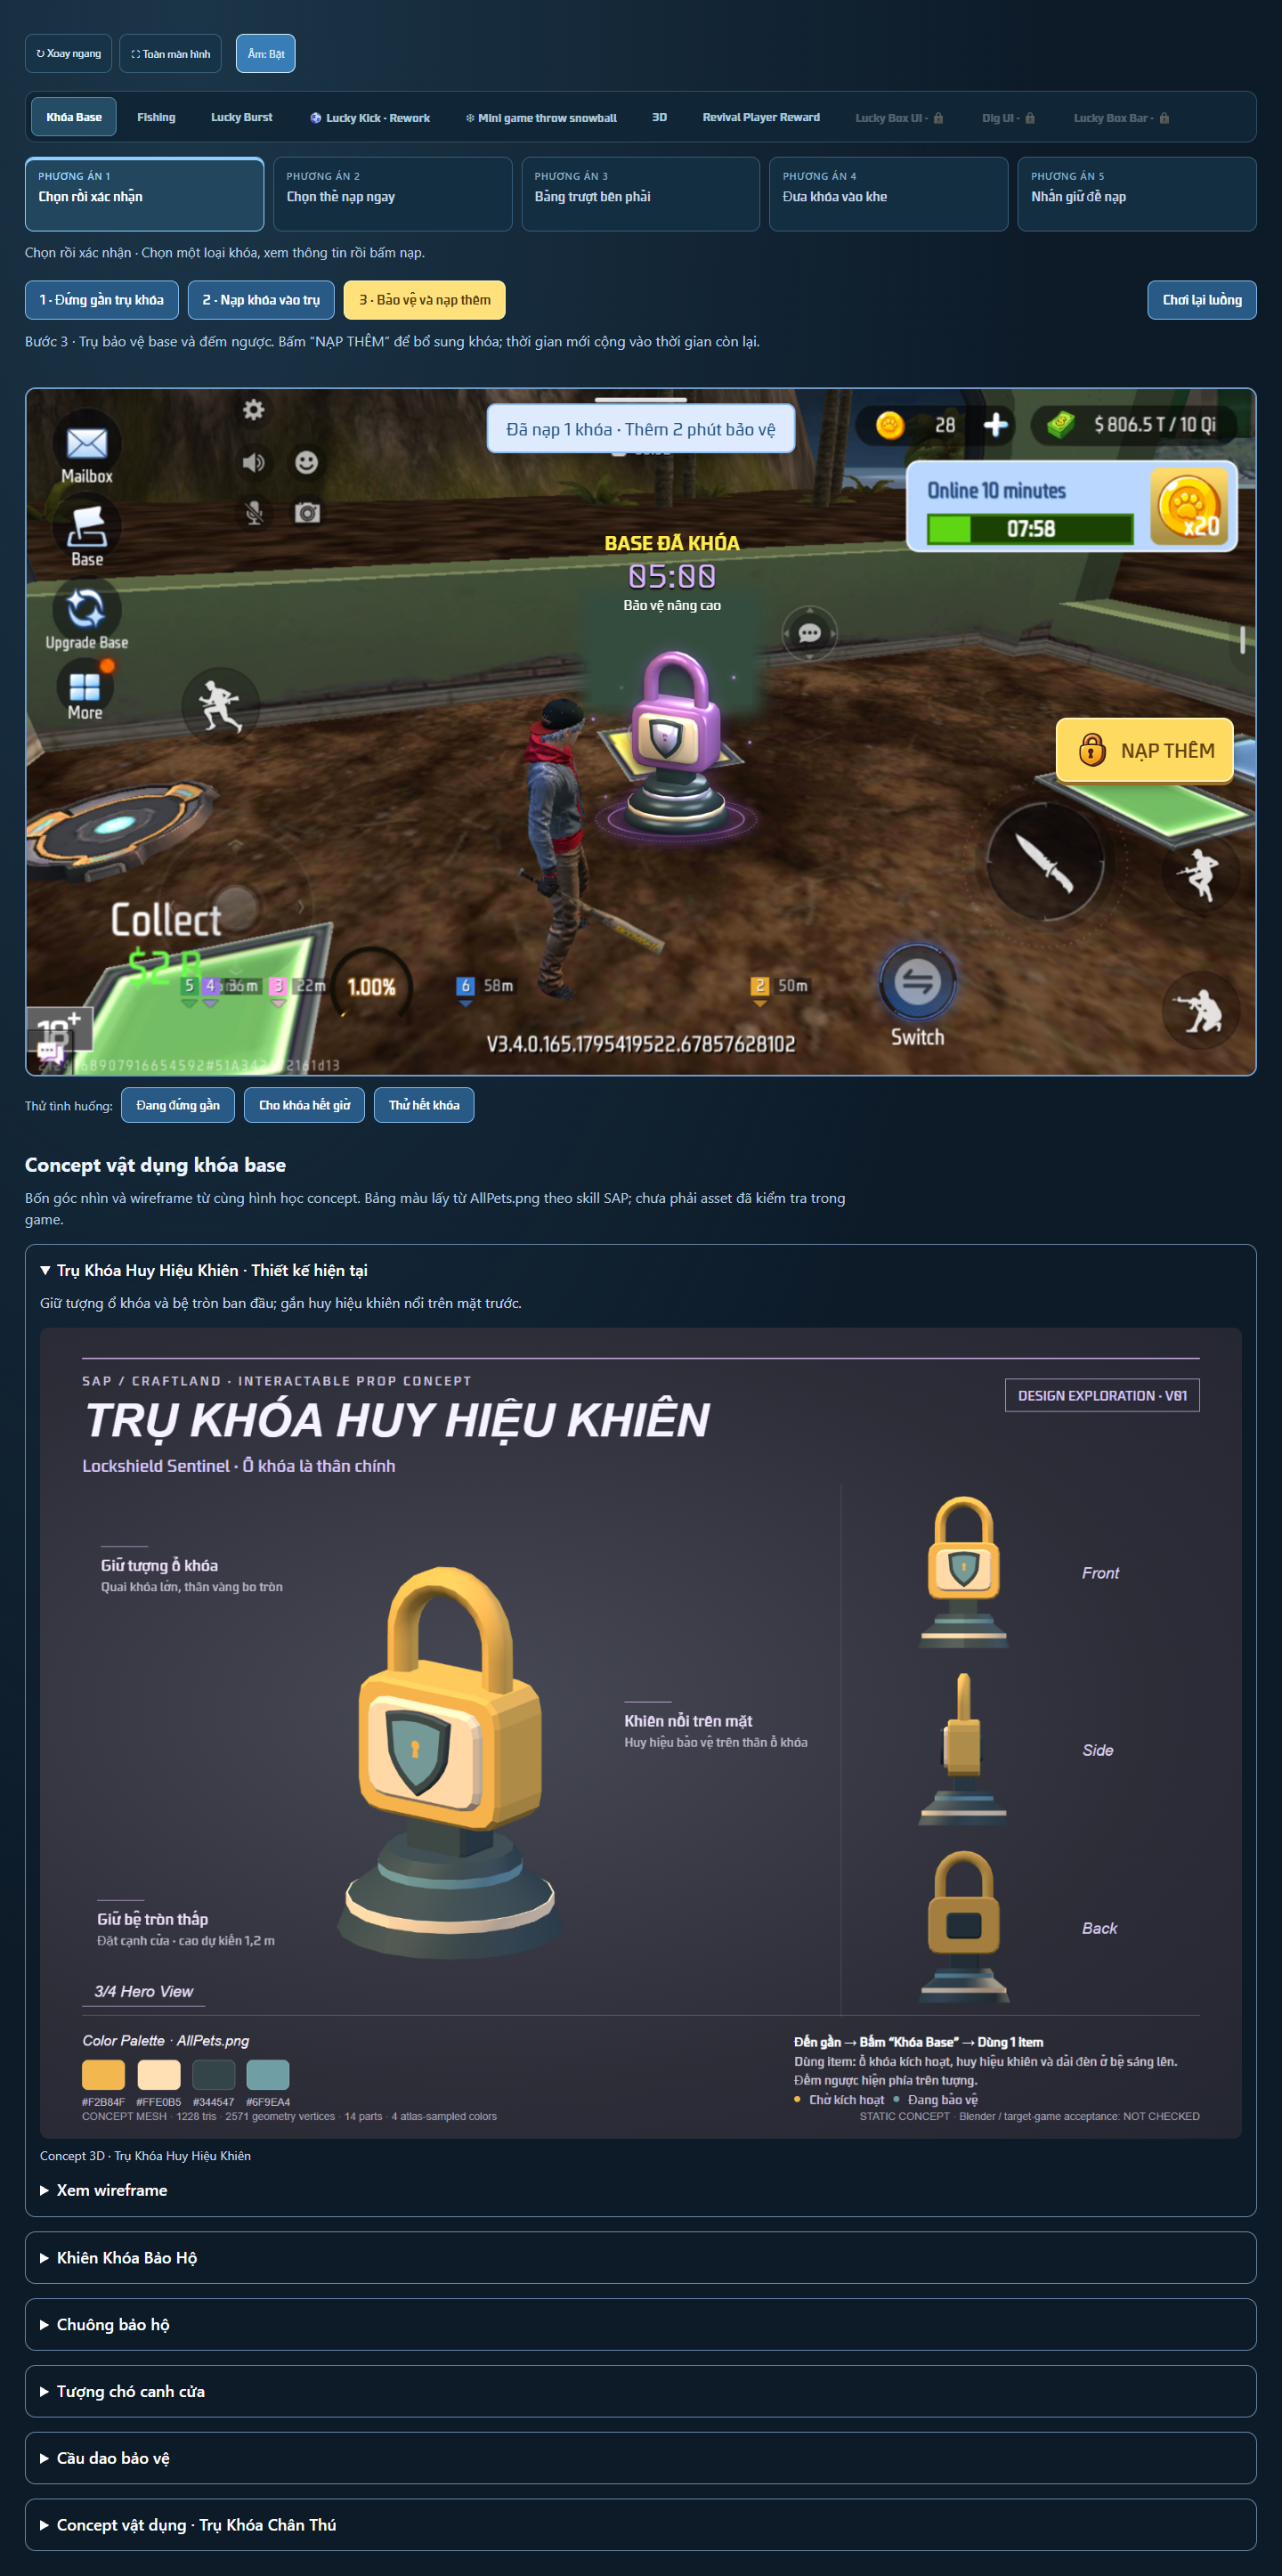 ↻ Xoay ngang
⛶ Toàn màn hình
Âm: Bật
Khóa Base
Fishing
Lucky Burst
Lucky Kick - Rework
❄ Mini game throw snowball
3D
Revival Player Reward
Lucky Box UI -
Dig UI -
Lucky Box Bar -
PHƯƠNG ÁN 1
Chọn rồi xác nhận
PHƯƠNG ÁN 2
Chọn thẻ nạp ngay
PHƯƠNG ÁN 3
Bảng trượt bên phải
PHƯƠNG ÁN 4
Đưa khóa vào khe
PHƯƠNG ÁN 5
Nhấn giữ để nạp
Chọn rồi xác nhận · Chọn một loại khóa, xem thông tin rồi bấm nạp.
1 · Đứng gần trụ khóa
2 · Nạp khóa vào trụ
3 · Bảo vệ và nạp thêm
Chơi lại luồng
Bước 3 · Trụ bảo vệ base và đếm ngược. Bấm “NẠP THÊM” để bổ sung khóa; thời gian mới cộng vào thời gian còn lại.
Đã nạp 1 khóa · Thêm 2 phút bảo vệ
28
$ 806.5 T / 10 Qi
Mailbox
Online 10 minutes
07:58
x20
Base
BASE ĐÃ KHÓA
05:00
Bảo vệ nâng cao
Upgrade Base
More
NẠP THÊM
Collect
5
4
36m
3
22m
1.00%
6
58m
2
50m
Switch
V3.4.0.165.1795419522.67857628102
Thử tình huống:
Đang đứng gần
Cho khóa hết giờ
Thử hết khóa
Concept vật dụng khóa base
Bốn góc nhìn và wireframe từ cùng hình học concept. Bảng màu lấy từ AllPets.png theo skill SAP; chưa phải asset đã kiểm tra trong
game.
▼ Trụ Khóa Huy Hiệu Khiên · Thiết kế hiện tại
Giữ tượng ổ khóa và bệ tròn ban đầu; gắn huy hiệu khiên nổi trên mặt trước.
SAP / CRAFTLAND · INTERACTABLE PROP CONCEPT
DESIGN EXPLORATION · V01
TRỤ KHÓA HUY HIỆU KHIÊN
Lockshield Sentinel · Ổ khóa là thân chính
Giữ tượng ổ khóa
Quai khóa lớn, thân vàng bo tròn
Front
Khiên nổi trên mặt
Huy hiệu bảo vệ trên thân ổ khóa
Side
Giữ bệ tròn thấp
Đặt cạnh cửa · cao dự kiến 1,2 m
Back
3/4 Hero View
Color Palette · AllPets.png
#F2B84F
#FFE0B5
#344547
#6F9EA4
CONCEPT MESH · 1228 tris · 2571 geometry vertices · 14 parts · 4 atlas-sampled colors
Đến gần → Bấm “Khóa Base” → Dùng 1 item
Dùng item: ổ khóa kích hoạt, huy hiệu khiên và dải đèn ở bệ sáng lên.
Đếm ngược hiện phía trên tượng.
Chờ kích hoạt
Đang bảo vệ
STATIC CONCEPT · Blender / target-game acceptance: NOT CHECKED
Concept 3D · Trụ Khóa Huy Hiệu Khiên
▶ Xem wireframe
▶ Khiên Khóa Bảo Hộ
▶ Chuông bảo hộ
▶ Tượng chó canh cửa
▶ Cầu dao bảo vệ
▶ Concept vật dụng · Trụ Khóa Chân Thú